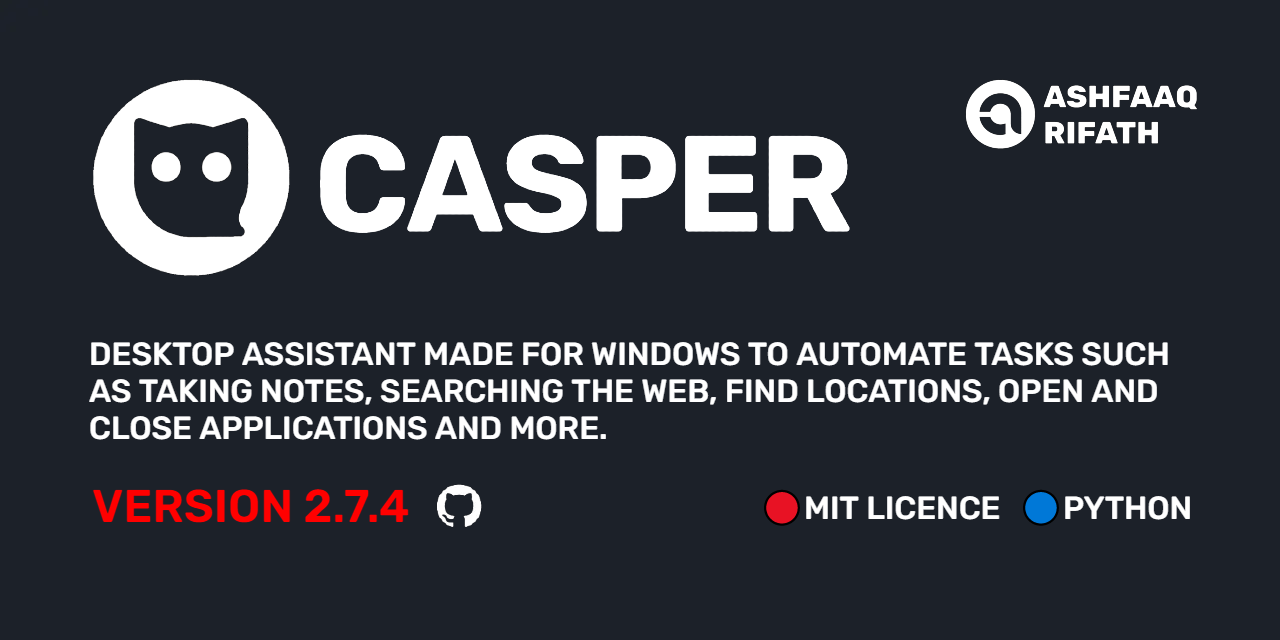 CASPER
ASHFAAQ
RIFATH
DESKTOP ASSISTANT MADE FOR WINDOWS TO AUTOMATE TASKS SUCH
AS TAKING NOTES, SEARCHING THE WEB, FIND LOCATIONS, OPEN AND
CLOSE APPLICATIONS AND MORE.
VERSION 2.7.4
MIT LICENCE
PYTHON